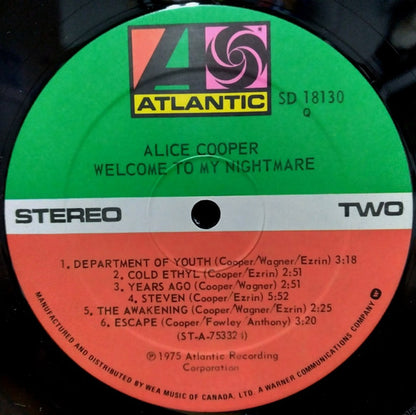 ATLANTIC
SD 18130
Q
ALICE COOPER
WELCOME TO MY NIGHTMARE
STEREO
TWO
1. DEPARTMENT OF YOUTH (Cooper/Wagner/Ezrin) 3:18
2. COLD ETHYL (Cooper/Ezrin) 2:51
3. YEARS AGO (Cooper/Wagner) 2:51
4. STEVEN (Cooper/Ezrin) 5:52
5. THE AWAKENING (Cooper/Wagner/Ezrin) 2:25
6. ESCAPE (Cooper/Fowley/Anthony) 3:20
(ST-A-75332)
℗1975 Atlantic Recording
Corporation
MANUFACTURED AND DISTRIBUTED BY WEA MUSIC OF CANADA, LTD. A WARNER COMMUNICATIONS COMPANY